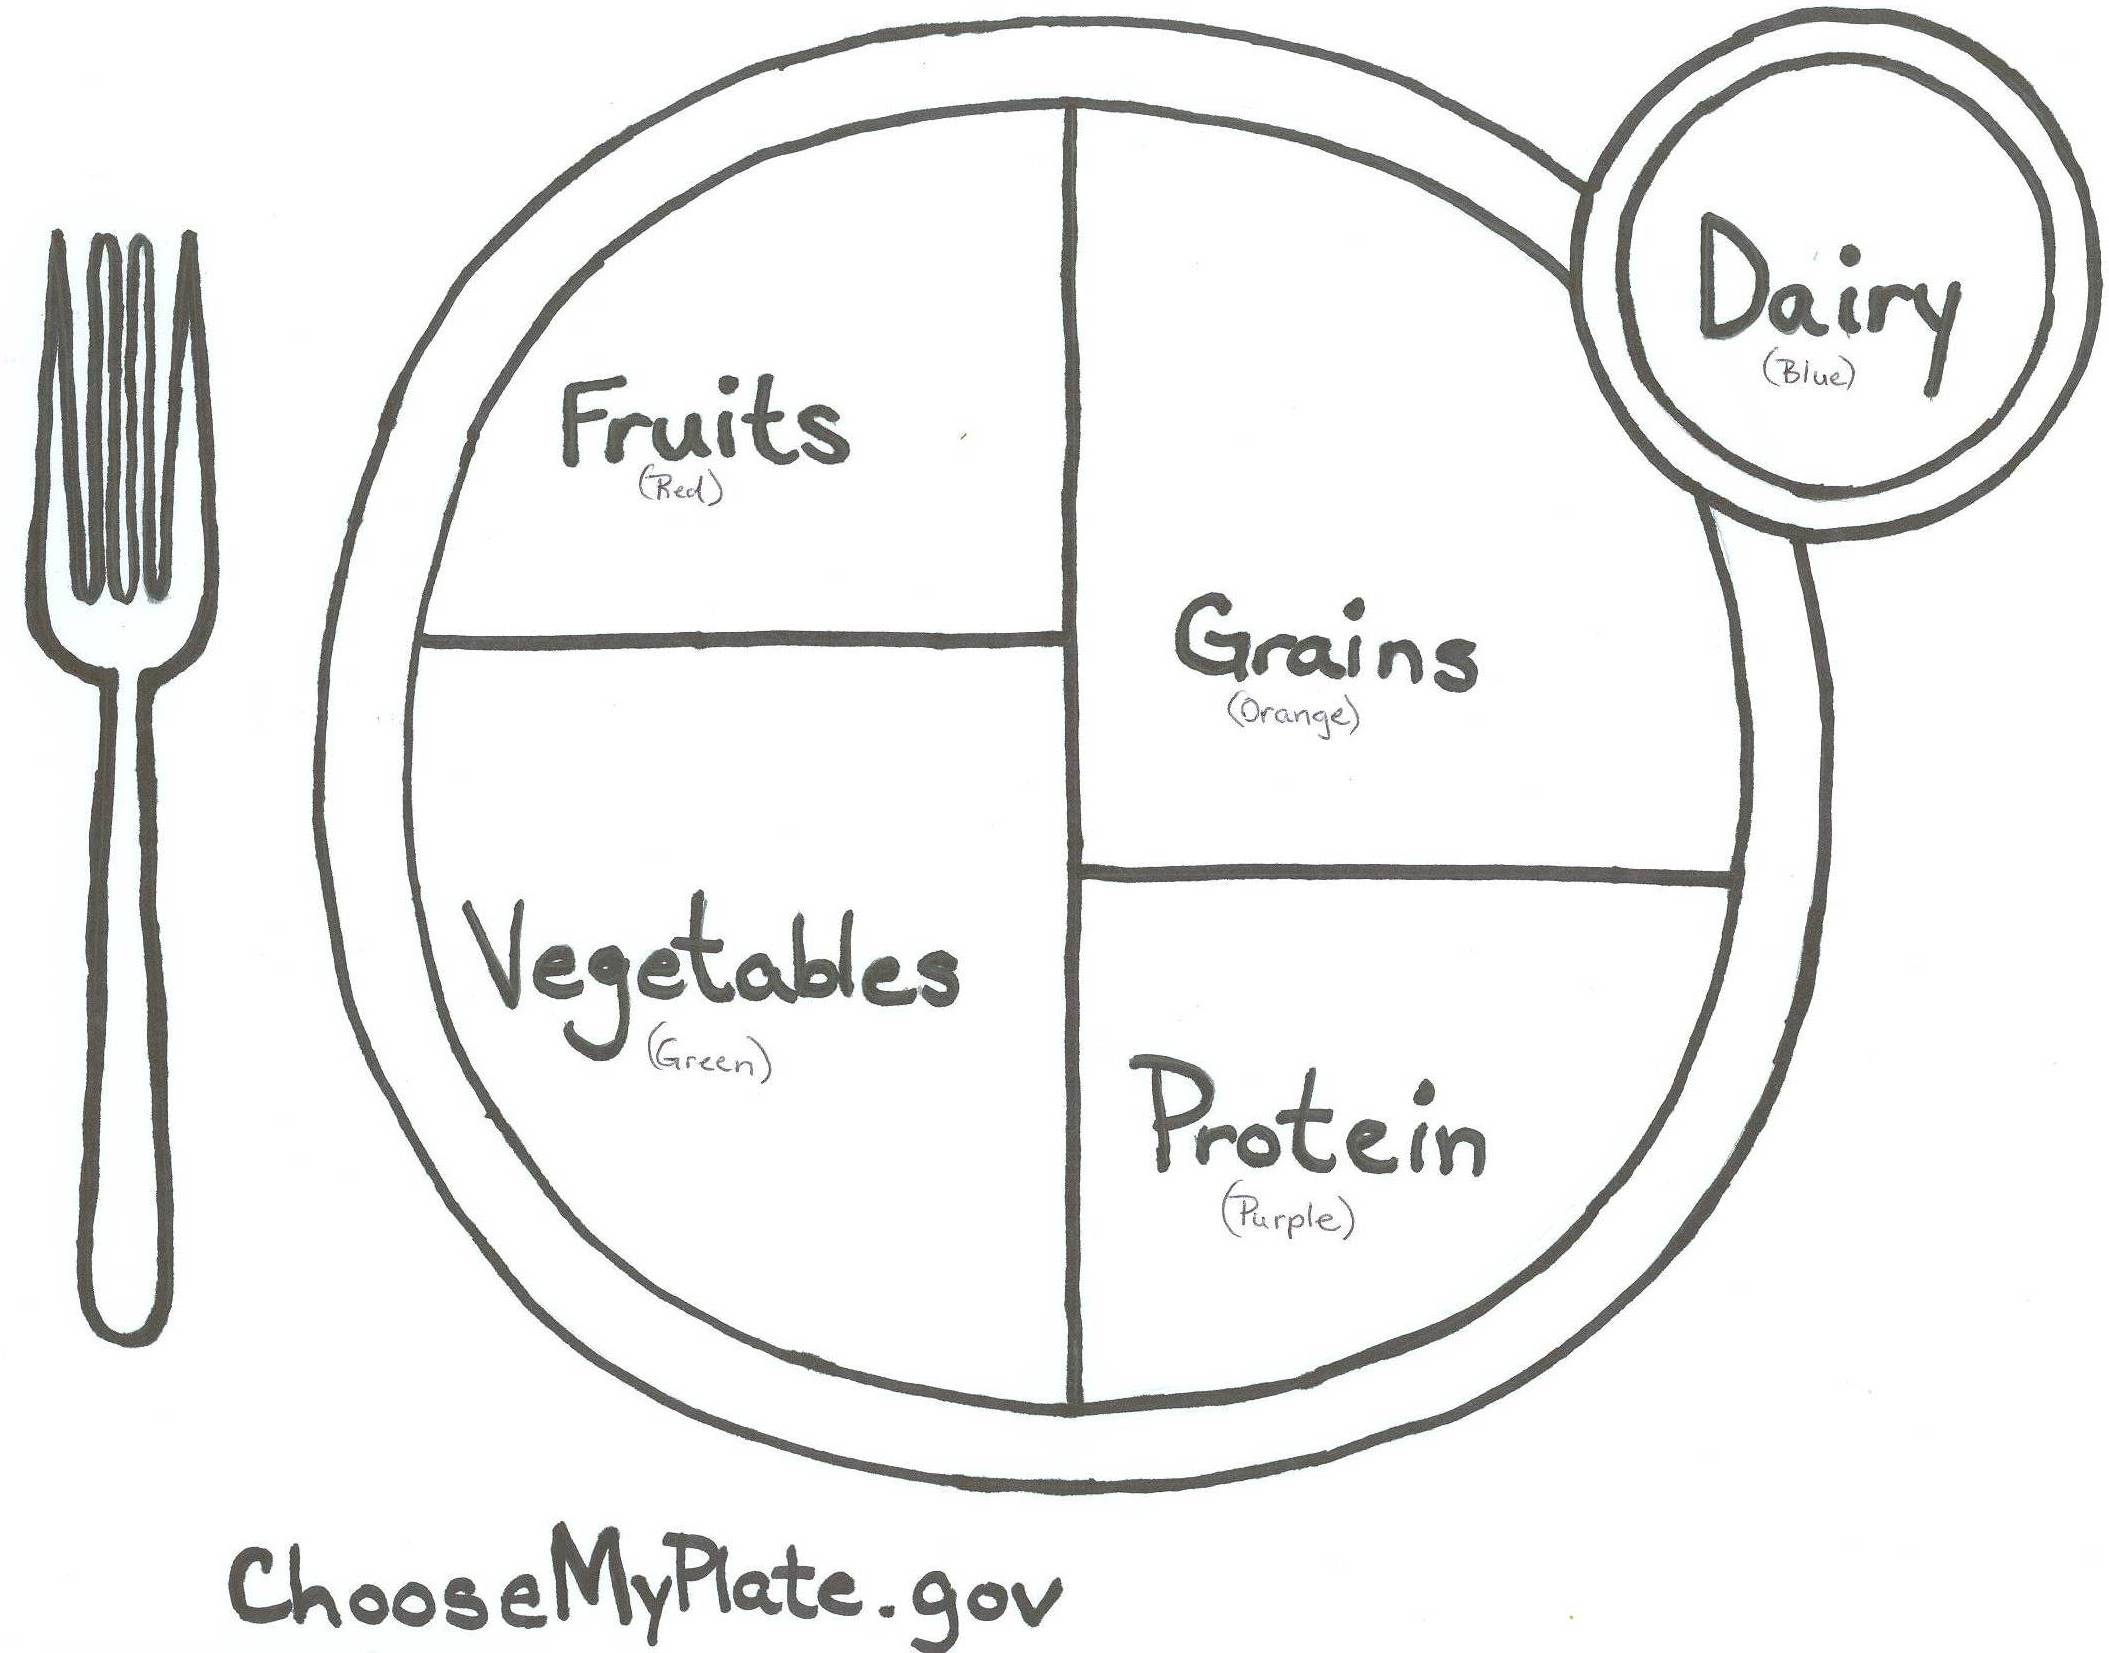 Dairy
(Blue)
Fruits
(Red)
Grains
(Orange)
Vegetables
(Green)
Protein
(Purple)
ChooseMyPlate.gov